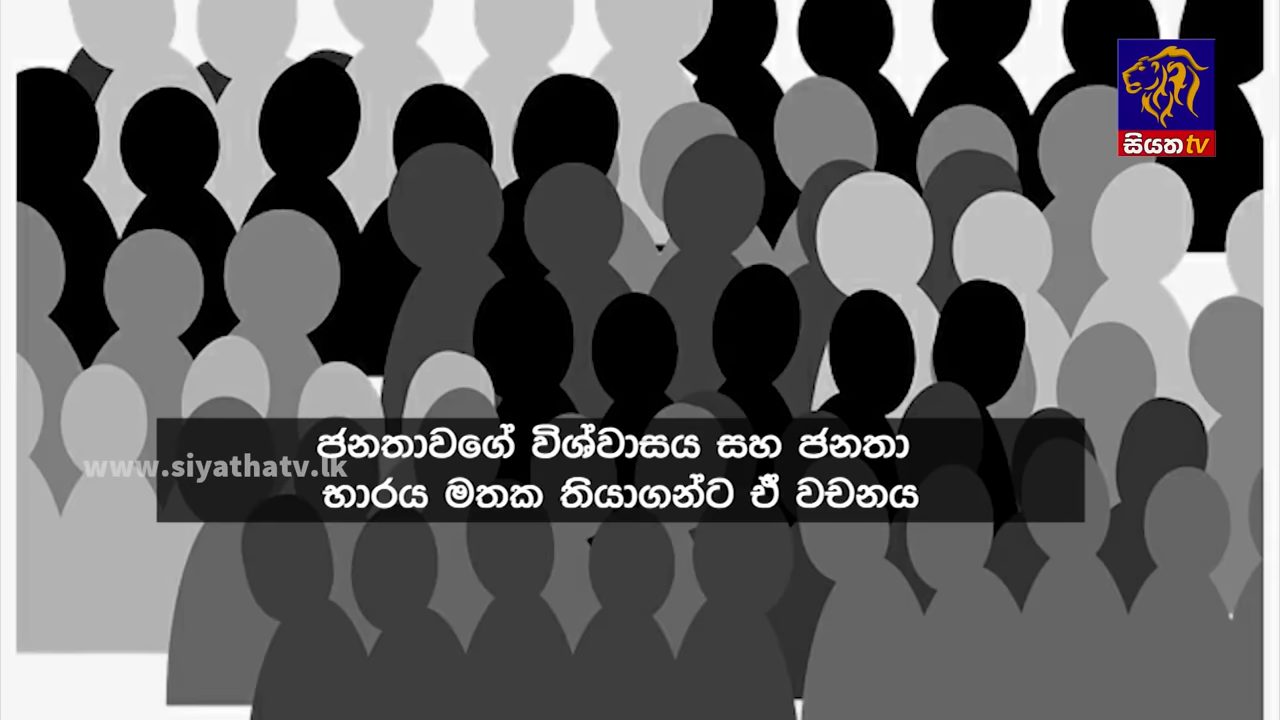 සියත tv
ජනතාවගේ විශ්වාසය සහ ජනතා
www.siyathatv.lk
භාරය මතක තියාගන්ට ඒ වචනය